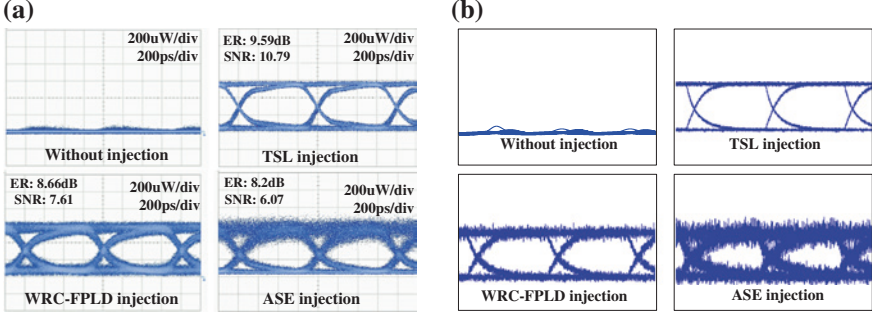 (a)
200uW/div
200ps/div
Without injection
ER: 9.59dB
SNR: 10.79
200uW/div
200ps/div
TSL injection
ER: 8.66dB
SNR: 7.61
200uW/div
200ps/div
WRC-FPLD injection
ER: 8.2dB
SNR: 6.07
200uW/div
200ps/div
ASE injection
(b)
Without injection
TSL injection
WRC-FPLD injection
ASE injection